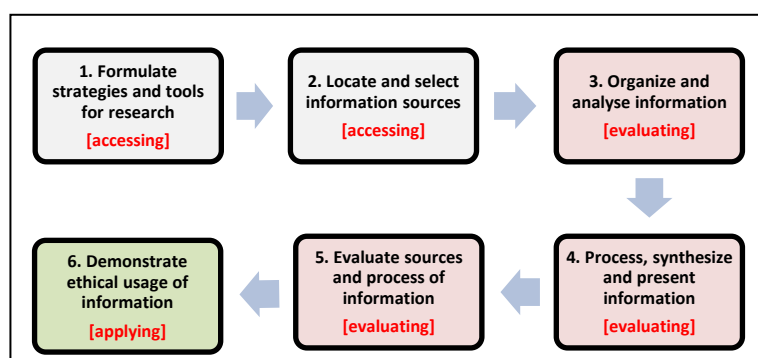 1. Formulate
strategies and tools
for research
[accessing]
2. Locate and select
information sources
[accessing]
3. Organize and
analyse information
[evaluating]
4. Process, synthesize
and present
information
[evaluating]
5. Evaluate sources
and process of
information
[evaluating]
6. Demonstrate
ethical usage of
information
[applying]